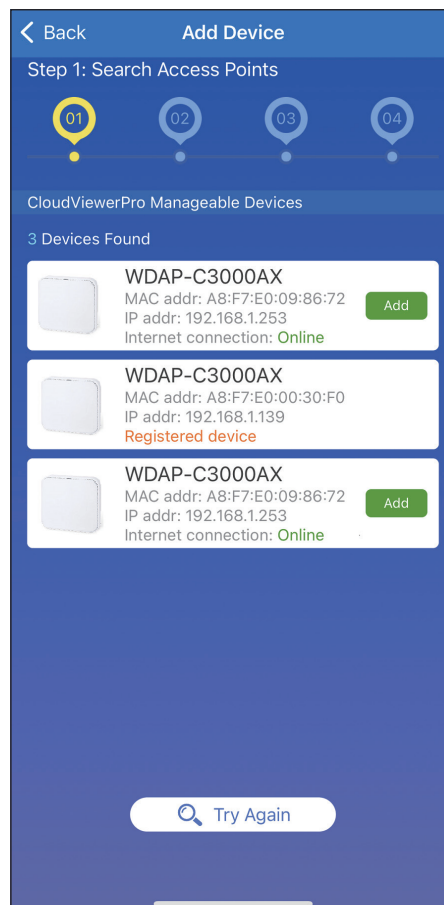 Back
Add Device
Step 1: Search Access Points
01
02
03
04
CloudViewerPro Manageable Devices
3 Devices Found
WDAP-C3000AX
MAC addr: A8:F7:E0:09:86:72
IP addr: 192.168.1.253
Internet connection: Online
Add
WDAP-C3000AX
MAC addr: A8:F7:E0:00:30:F0
IP addr: 192.168.1.139
Registered device
WDAP-C3000AX
MAC addr: A8:F7:E0:09:86:72
IP addr: 192.168.1.253
Internet connection: Online
Add
Try Again